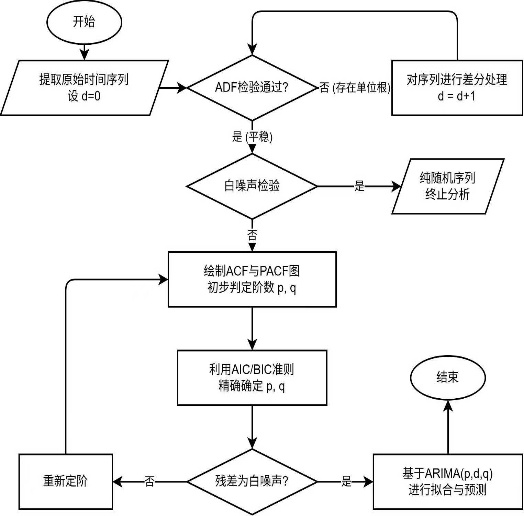 开始
提取原始时间序列
设 d=0
ADF检验通过?
否 (存在单位根)
对序列进行差分处理
d = d+1
是 (平稳)
白噪声检验
是
纯随机序列
终止分析
否
绘制ACF与PACF图
初步判定阶数 p, q
利用AIC/BIC准则
精确确定 p, q
结束
重新定阶
否
残差为白噪声?
是
基于ARIMA(p,d,q)
进行拟合与预测